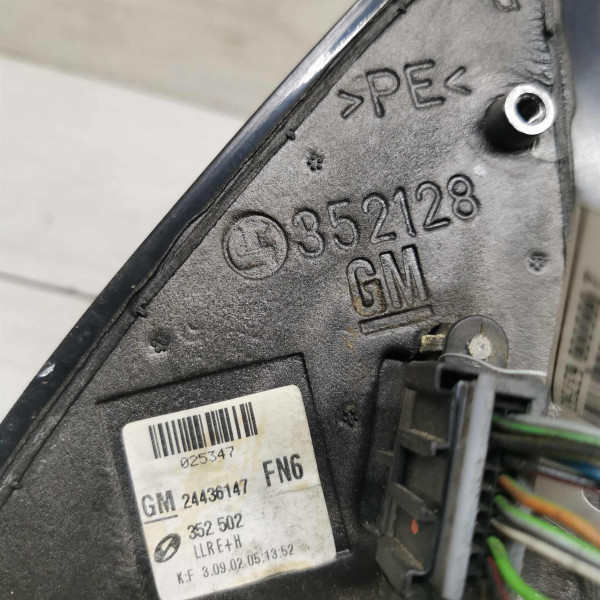 >PE<
352128
GM
025347
GM 24436147 FN6
352 502
LLR E+H
K:F 3.09.02 05:13:52